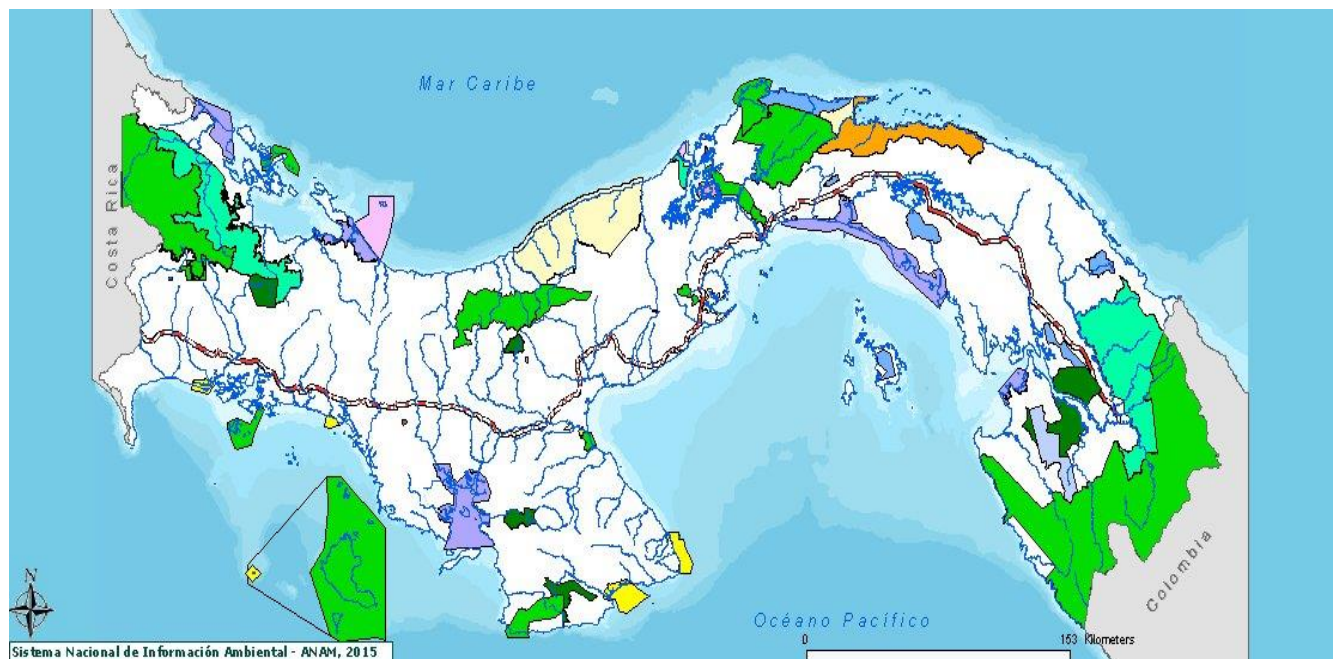 Mar Caribe
Costa Rica
Colombia
Océano Pacífico
N
0 153 Kilometers
Sistema Nacional de Información Ambiental - ANAM, 2015